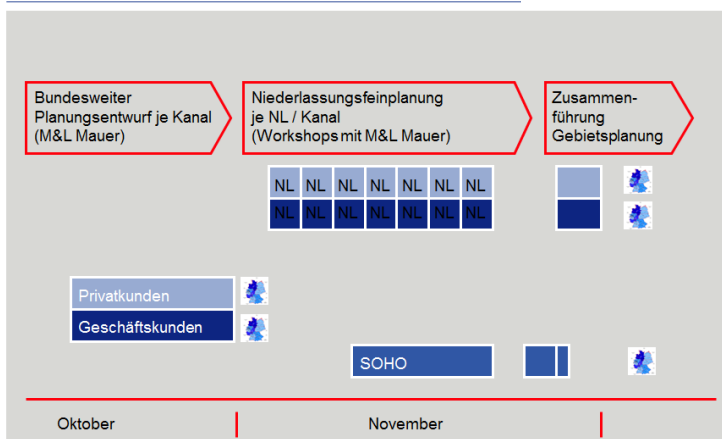 Bundesweiter
Planungsentwurf je Kanal
(M&L Mauer)
Niederlassungsfeinplanung
je NL / Kanal
(Workshops mit M&L Mauer)
Zusammen-
führung
Gebietsplanung
NL NL NL NL NL NL NL
NL NL NL NL NL NL NL
Privatkunden
Geschäftskunden
SOHO
Oktober
November